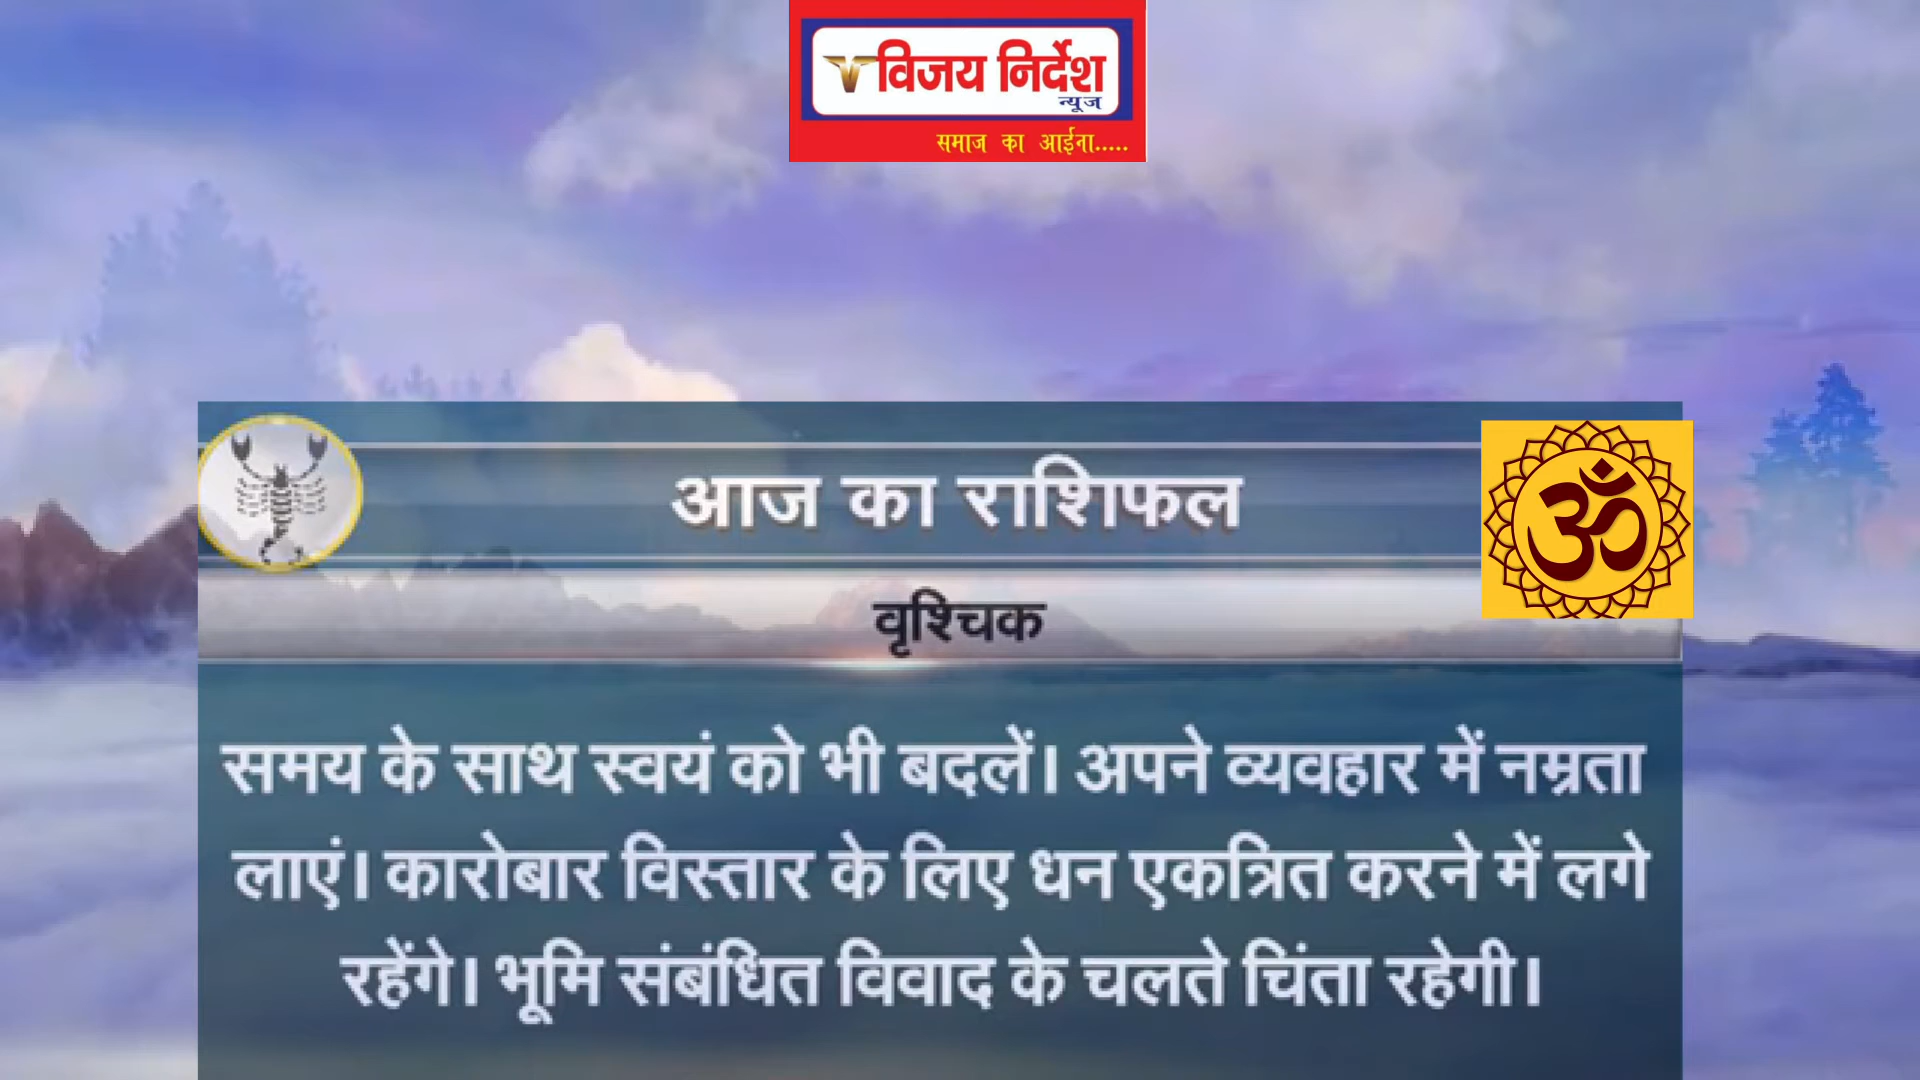 विजय निर्देश
न्यूज
समाज का आईना.....
आज का राशिफल
वृश्चिक
समय के साथ स्वयं को भी बदलें। अपने व्यवहार में नम्रता
लाएं। कारोबार विस्तार के लिए धन एकत्रित करने में लगे
रहेंगे। भूमि संबंधित विवाद के चलते चिंता रहेगी।
ॐ